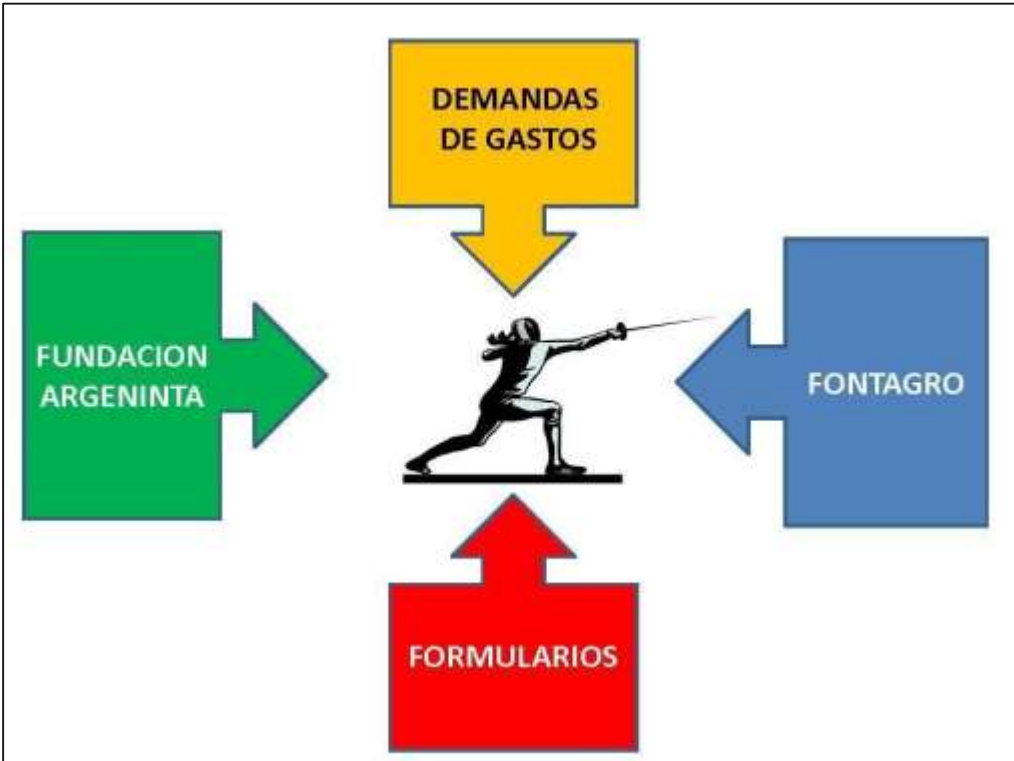 DEMANDAS
DE GASTOS
FUNDACION
ARGENINTA
FONTAGRO
FORMULARIOS